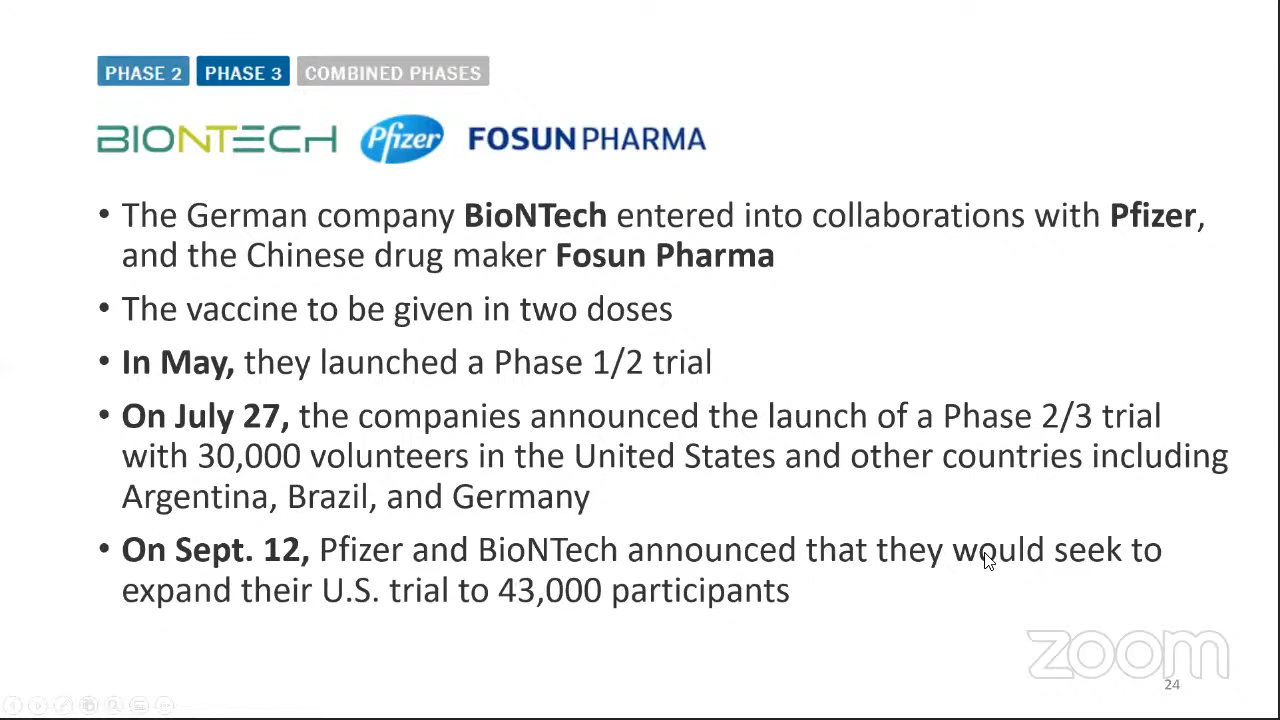 PHASE 2 PHASE 3 COMBINED PHASES
BIONTECH Pfizer FOSUN PHARMA
• The German company BioNTech entered into collaborations with Pfizer,
and the Chinese drug maker Fosun Pharma
• The vaccine to be given in two doses
• In May, they launched a Phase 1/2 trial
• On July 27, the companies announced the launch of a Phase 2/3 trial
with 30,000 volunteers in the United States and other countries including
Argentina, Brazil, and Germany
• On Sept. 12, Pfizer and BioNTech announced that they would seek to
expand their U.S. trial to 43,000 participants
zoom
24